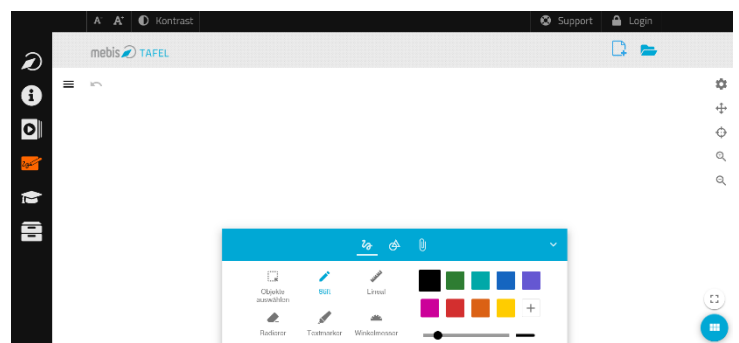 A- A+ Kontrast Support Login
mebis TAFEL
Objekte auswählen Stift Lineal
Radierer Textmarker Winkelmesser